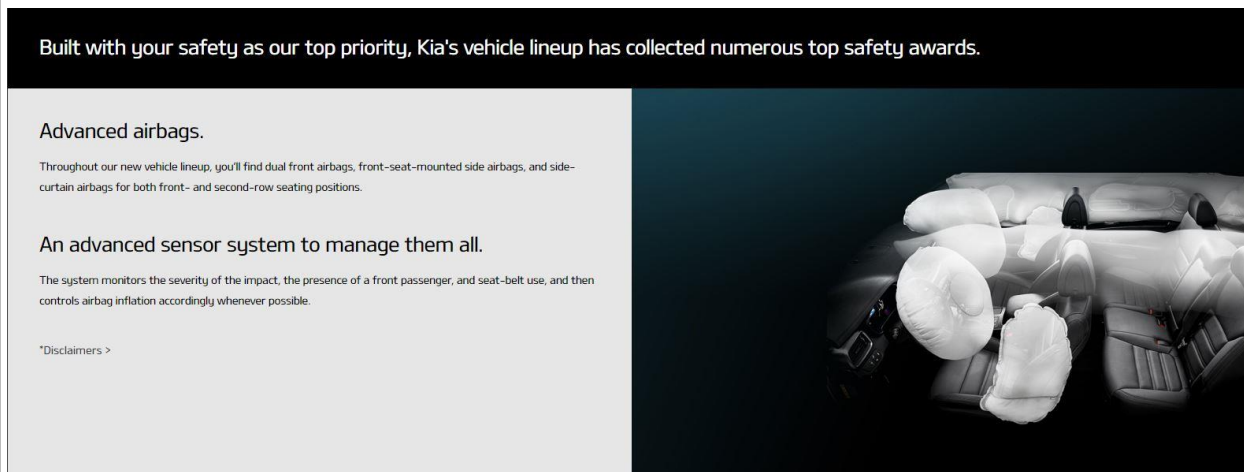 Built with your safety as our top priority, Kia's vehicle lineup has collected numerous top safety awards.
Advanced airbags.
Throughout our new vehicle lineup, you'll find dual front airbags, front-seat-mounted side airbags, and side-
curtain airbags for both front- and second-row seating positions.
An advanced sensor system to manage them all.
The system monitors the severity of the impact, the presence of a front passenger, and seat-belt use, and then
controls airbag inflation accordingly whenever possible.
*Disclaimers >